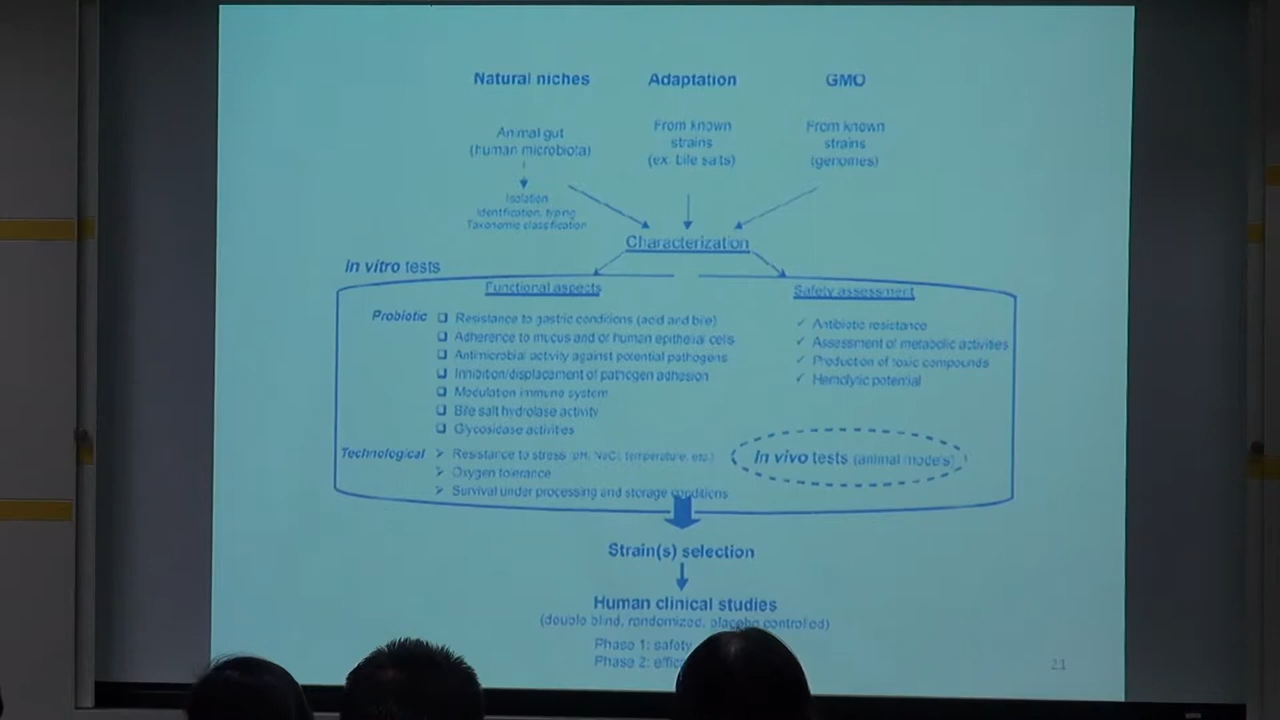 Natural niches
Adaptation
GMO
Animal gut
(human microbiota)
From known
strains
(ex. bile salts)
From known
strains
(genomes)
Isolation
Identification, typing
Taxonomic classification
Characterization
In vitro tests
Functional aspects
Safety assessment
Probiotic
Resistance to gastric conditions (acid and bile)
Adherence to mucus and/or human epithelial cells
Antimicrobial activity against potential pathogens
Inhibition/displacement of pathogen adhesion
Modulation immune system
Bile salt hydrolase activity
Glycosidase activities
Antibiotic resistance
Assessment of metabolic activities
Production of toxic compounds
Hemolytic potential
Technological
Resistance to stress (pH, NaCl, temperature, etc.)
Oxygen tolerance
Survival under processing and storage conditions
In vivo tests (animal models)
Strain(s) selection
Human clinical studies
(double blind, randomized, placebo controlled)
Phase 1: safety
Phase 2:
21